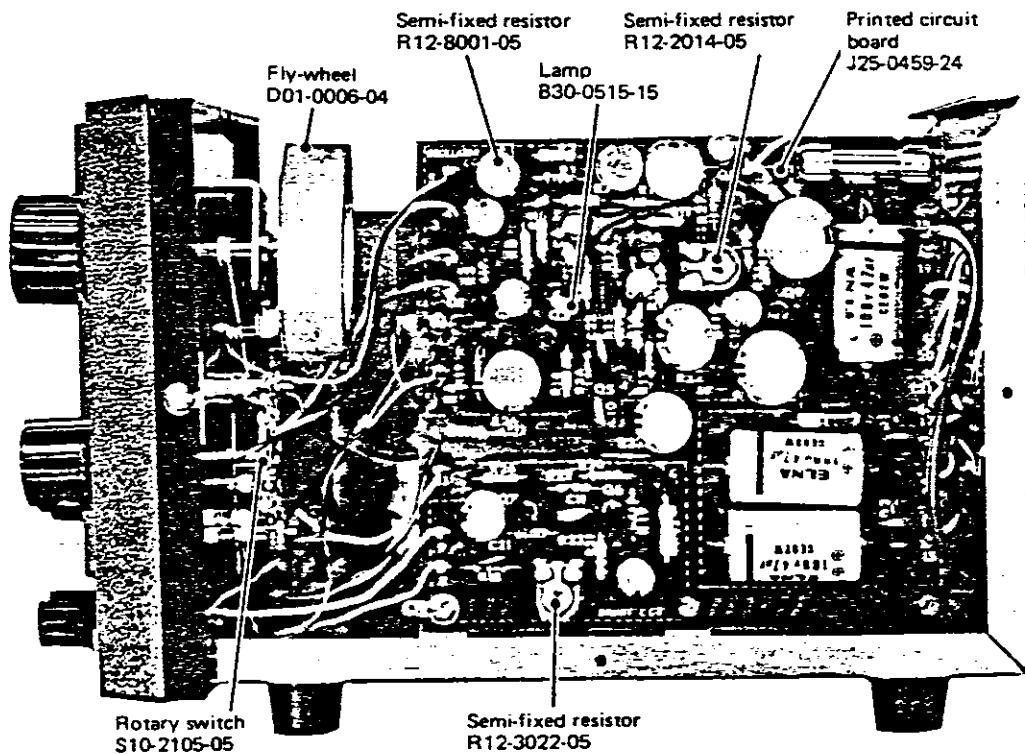 Semi-fixed resistor
R12-8001-05
Semi-fixed resistor
R12-2014-05
Printed circuit
board
J25-0459-24
Lamp
B30-0515-15
Fly-wheel
D01-0006-04
ELNA
Rotary switch
S10-2105-05
Semi-fixed resistor
R12-3022-05